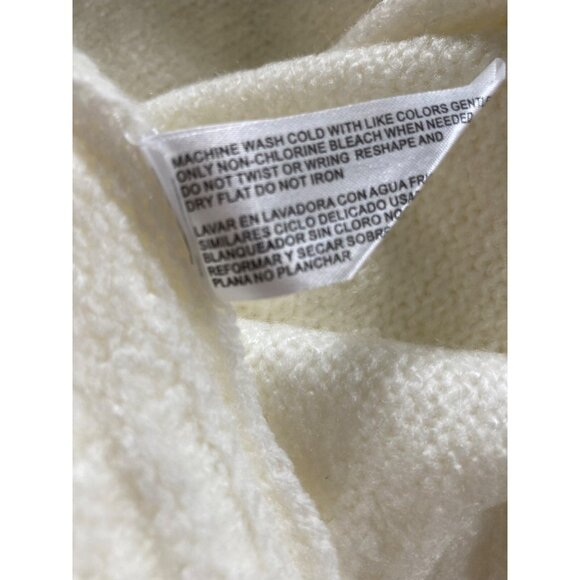 MACHINE WASH COLD WITH LIKE COLORS
ONLY NON-CHLORINE BLEACH WHEN NEEDED
DO NOT TWIST OR WRING RESHAPE AND
DRY FLAT DO NOT IRON
LAVAR EN LAVADORA CON AGUA
SIMILARES CICLO DELICADO
BLANQUEADOR SIN CLORO NO
REFORMAR Y SECAR SOBRE
PLANA NO PLANCHAR